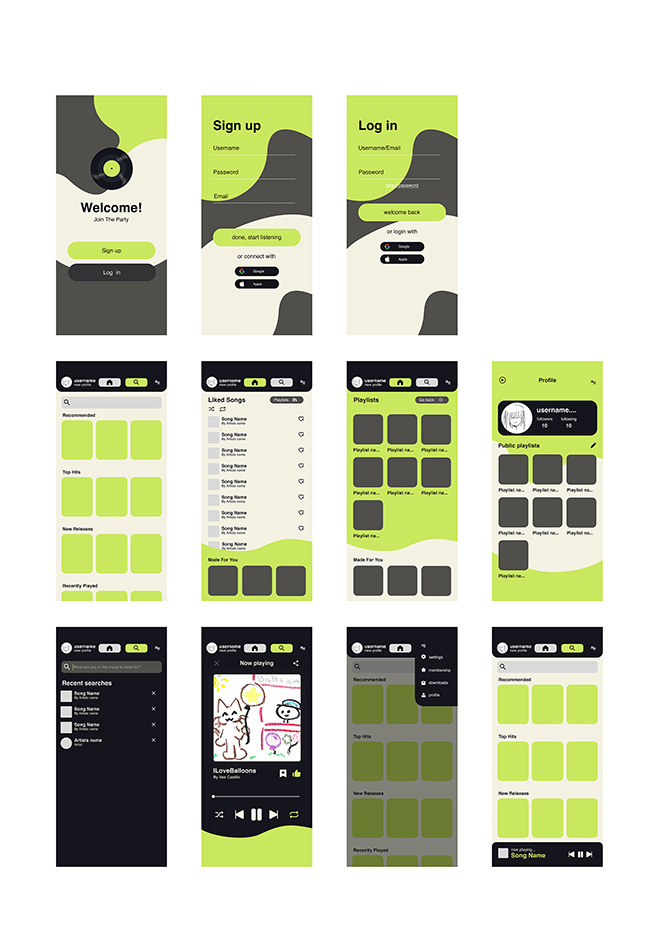 Welcome!
Join The Party
Sign up
Log in
Sign up
Username
Password
Email
done, start listening
or connect with
Google
Apple
Log in
Username/Email
Password
forgot password
welcome back
or login with
Google
Apple
username
view profile
Recommended
Top Hits
New Releases
Recently Played
username
view profile
Liked Songs
Playlists
Song Name
By Artists name
Song Name
By Artists name
Song Name
By Artists name
Song Name
By Artists name
Song Name
By Artists name
Song Name
By Artists name
Song Name
By Artists name
Song Name
By Artists name
Song Name
By Artists name
Made For You
username
view profile
Playlists
Go back
Playlist na... Playlist na... Playlist na...
Playlist na... Playlist na... Playlist na...
Playlist na...
Made For You
Profile
username....
followers following
10 10
Public playlists
Playlist na... Playlist na... Playlist na...
Playlist na... Playlist na... Playlist na...
Playlist na...
username
view profile
What are you in the mood to listen to?
Recent searches
Song Name
By Artists name
Song Name
By Artists name
Song Name
By Artists name
Artists name
Artist
username
view profile
Now playing
ILoveBalloons
By Vee Castillo
username
view profile
settings
membership
downloads
profile
Recommended
Top Hits
New Releases
Recently Played
username
view profile
Recommended
Top Hits
New Releases
now playing...
Song Name